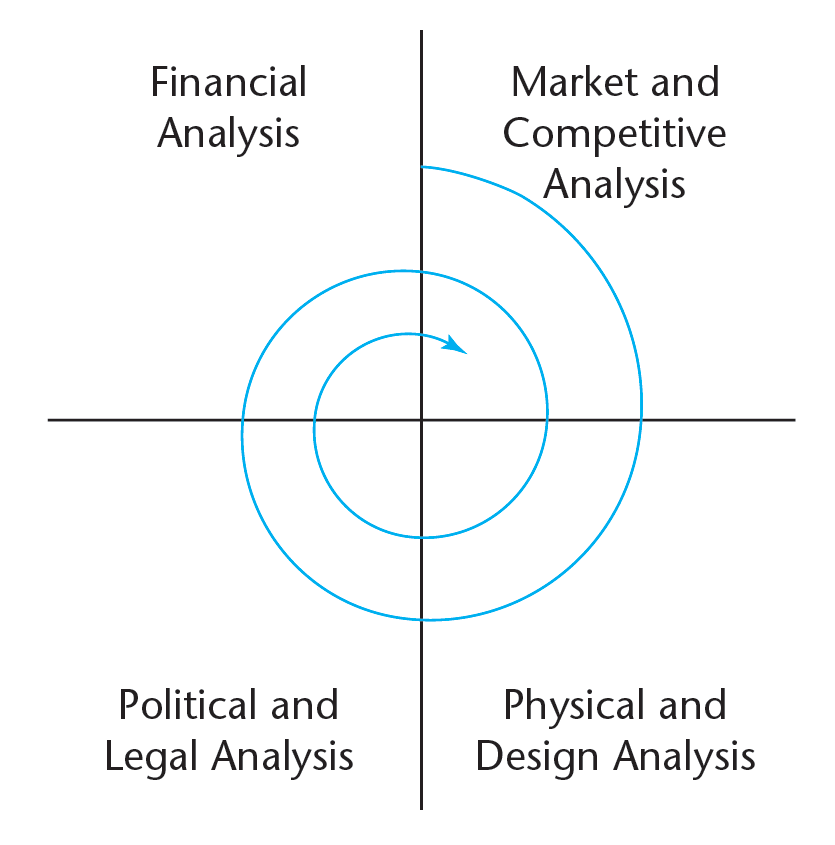 Financial
Analysis
Market and
Competitive
Analysis
Political and
Legal Analysis
Physical and
Design Analysis